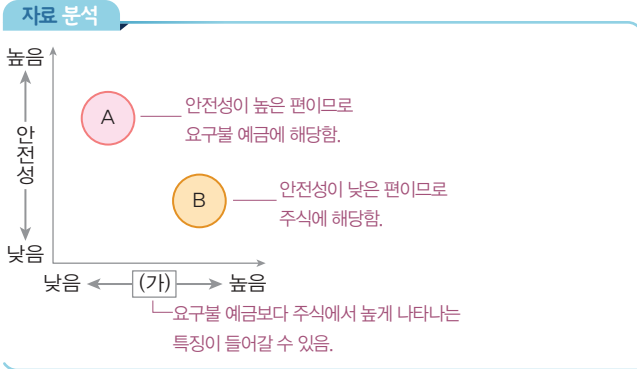 자료 분석
높음
안전성
낮음
A
안전성이 높은 편이므로
요구불 예금에 해당함.
B
안전성이 낮은 편이므로
주식에 해당함.
낮음 (가) 높음
요구불 예금보다 주식에서 높게 나타나는
특징이 들어갈 수 있음.